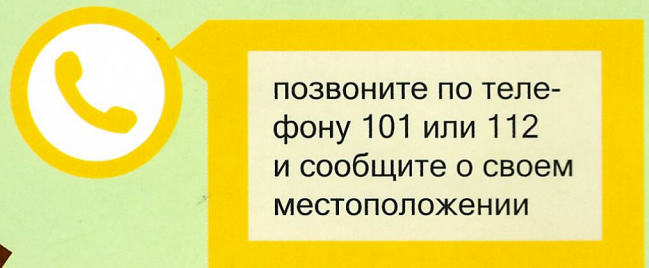 позвоните по теле-
фону 101 или 112
и сообщите о своем
местоположении